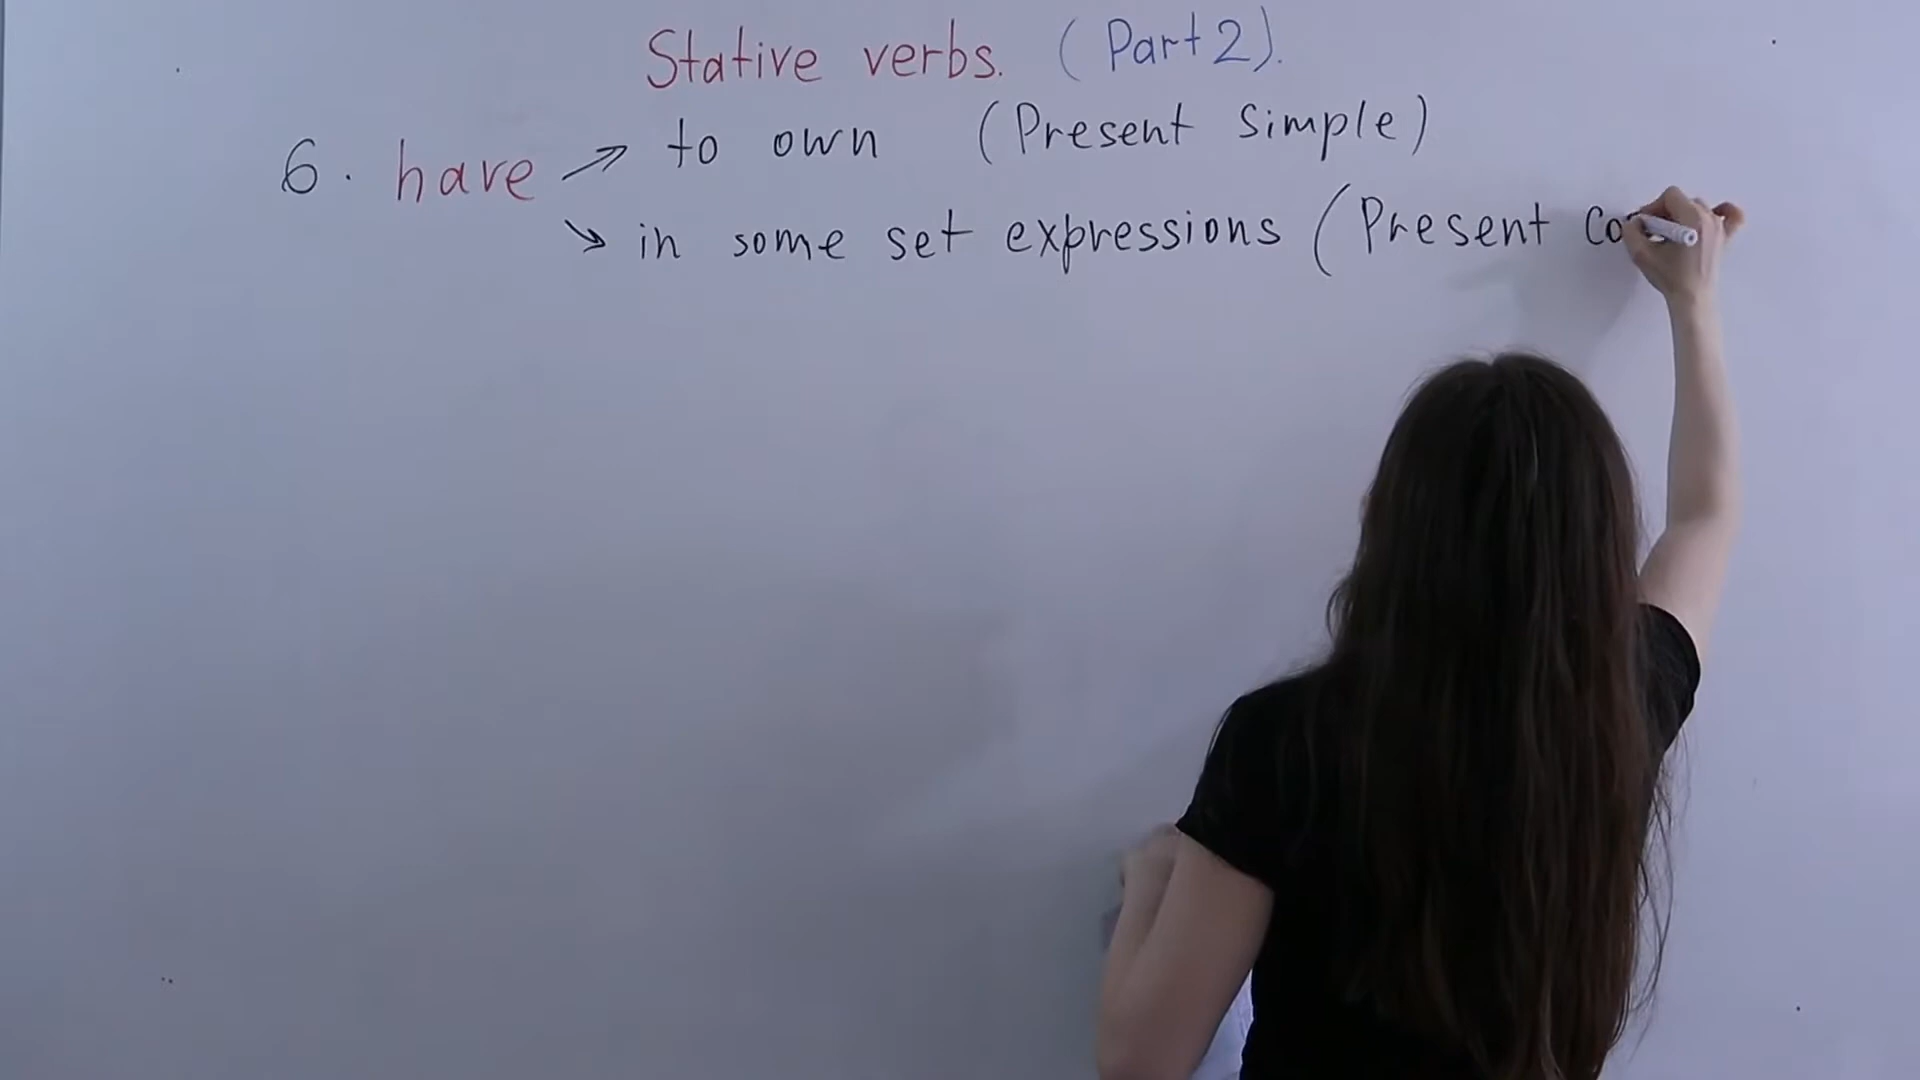 Stative verbs. (Part 2).
6. have → to own (Present Simple)
↘ in some set expressions (Present Co